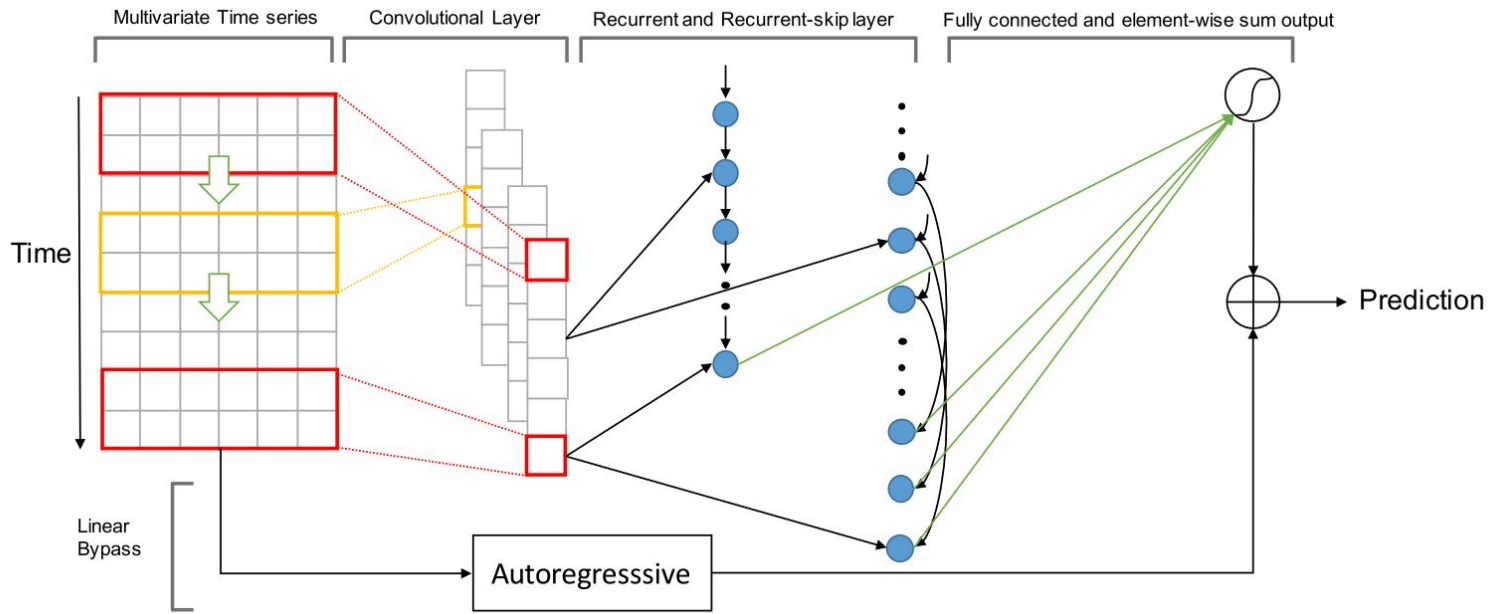 Multivariate Time series
Convolutional Layer
Recurrent and Recurrent-skip layer
Fully connected and element-wise sum output
Time
Prediction
Linear
Bypass
Autoregresssive